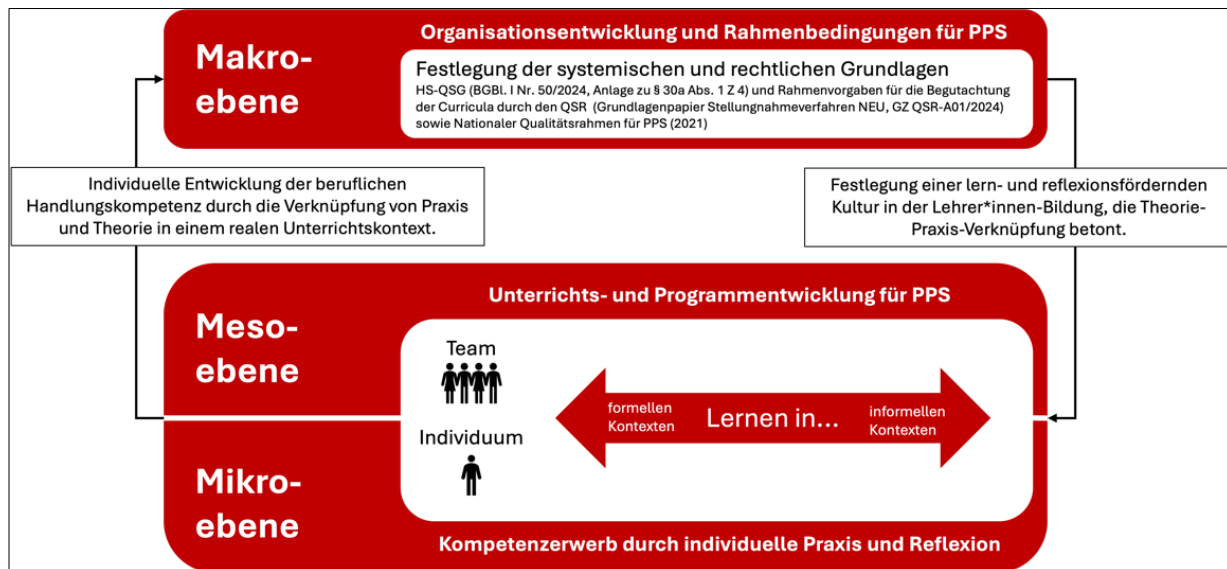 Makro-
ebene
Organisationsentwicklung und Rahmenbedingungen für PPS
Festlegung der systemischen und rechtlichen Grundlagen
HS-QSG (BGBl. I Nr. 50/2024, Anlage zu § 30a Abs. 1 Z 4) und Rahmenvorgaben für die Begutachtung
der Curricula durch den QSR (Grundlagenpapier Stellungnahmeverfahren NEU, GZ QSR-A01/2024)
sowie Nationaler Qualitätsrahmen für PPS (2021)
Individuelle Entwicklung der beruflichen
Handlungskompetenz durch die Verknüpfung von Praxis
und Theorie in einem realen Unterrichtskontext.
Festlegung einer lern- und reflexionsfördernden
Kultur in der Lehrer*innen-Bildung, die Theorie-
Praxis-Verknüpfung betont.
Meso-
ebene
Unterrichts- und Programmentwicklung für PPS
Team
formellen
Kontexten
Lernen in...
informellen
Kontexten
Individuum
Mikro-
ebene
Kompetenzerwerb durch individuelle Praxis und Reflexion